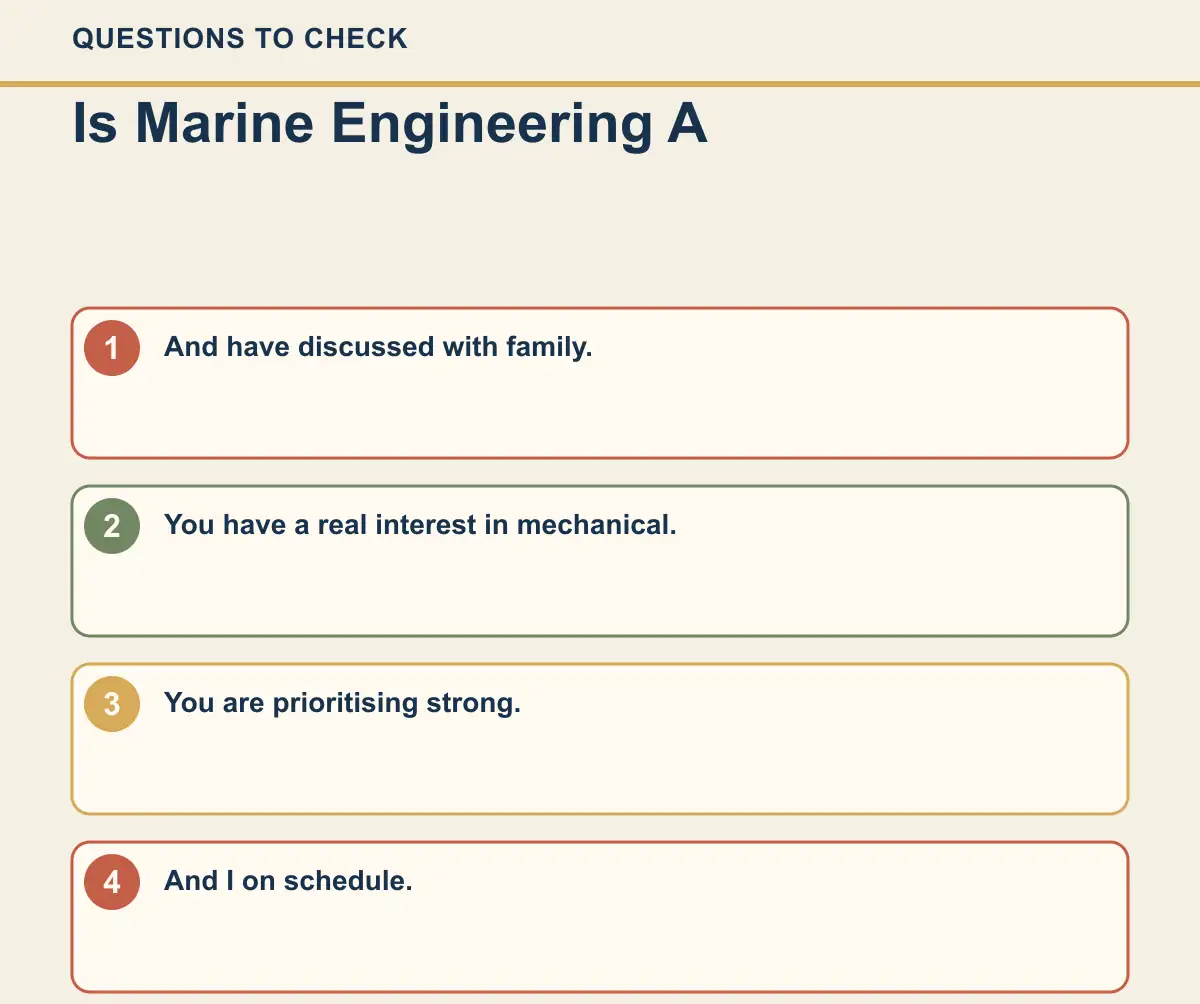 QUESTIONS TO CHECK
Is Marine Engineering A
1 And have discussed with family.
2 You have a real interest in mechanical.
3 You are prioritising strong.
4 And I on schedule.